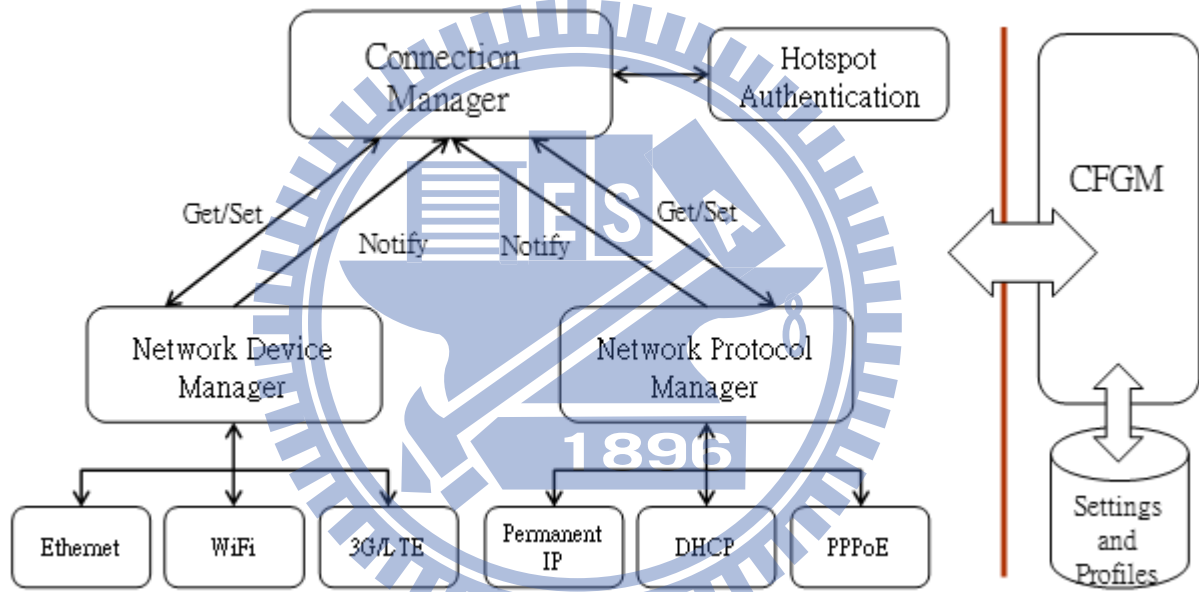 Connection
Manager
Hotspot
Authentication
CFGM
ESA
Get/Set
Get/Set
Notify
Notify
Network Device
Manager
Network Protocol
Manager
1896
Ethernet
WiFi
3G/LTE
Permanent
IP
DHCP
PPPoE
Settings
and
Profiles